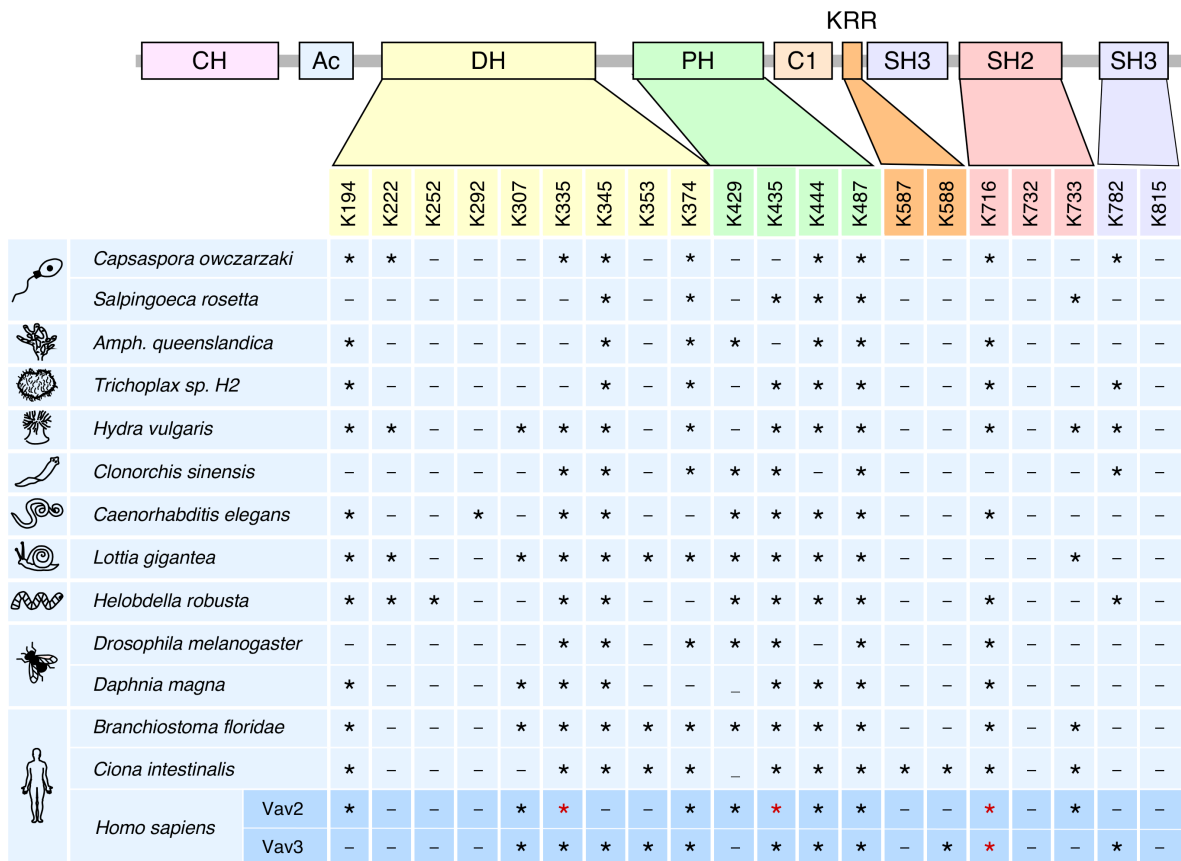 KRR
CH Ac DH PH C1 SH3 SH2 SH3
K194 K222 K252 K292 K307 K335 K345 K353 K374 K429 K435 K444 K487 K587 K588 K716 K732 K733 K782 K815
Capsaspora owczarzaki * * – – – * * – * – – * * – – * – – * –
Salpingoeca rosetta – – – – – – * – * – * * * – – – – * – –
Amph. queenslandica * – – – – – * – * * – * * – – * – – – –
Trichoplax sp. H2 * – – – – – * – * – * * * – – * – – * –
Hydra vulgaris * * – – * * * – * – * * * – – * – * * –
Clonorchis sinensis – – – – – * * – * * * – * – – – – – * –
Caenorhabditis elegans * – – * – * * – – * * * * – – * – – – –
Lottia gigantea * * – – * * * * * * * * * – – – – * – –
Helobdella robusta * * * – – * * – – * * * * – – * – – * –
Drosophila melanogaster – – – – – * * – * * * – * – – * – – – –
Daphnia magna * – – – * * * – – _ * * * – – * – – – –
Branchiostoma floridae * – – – * * * * * * * * * – – * – * – –
Ciona intestinalis * – – – – * * * * _ * * * * * * – * – –
Homo sapiens
Vav2 * – – – * * – – * * * * * – – * – * – –
Vav3 – – – – * * * * * – * * * – * * – – * –